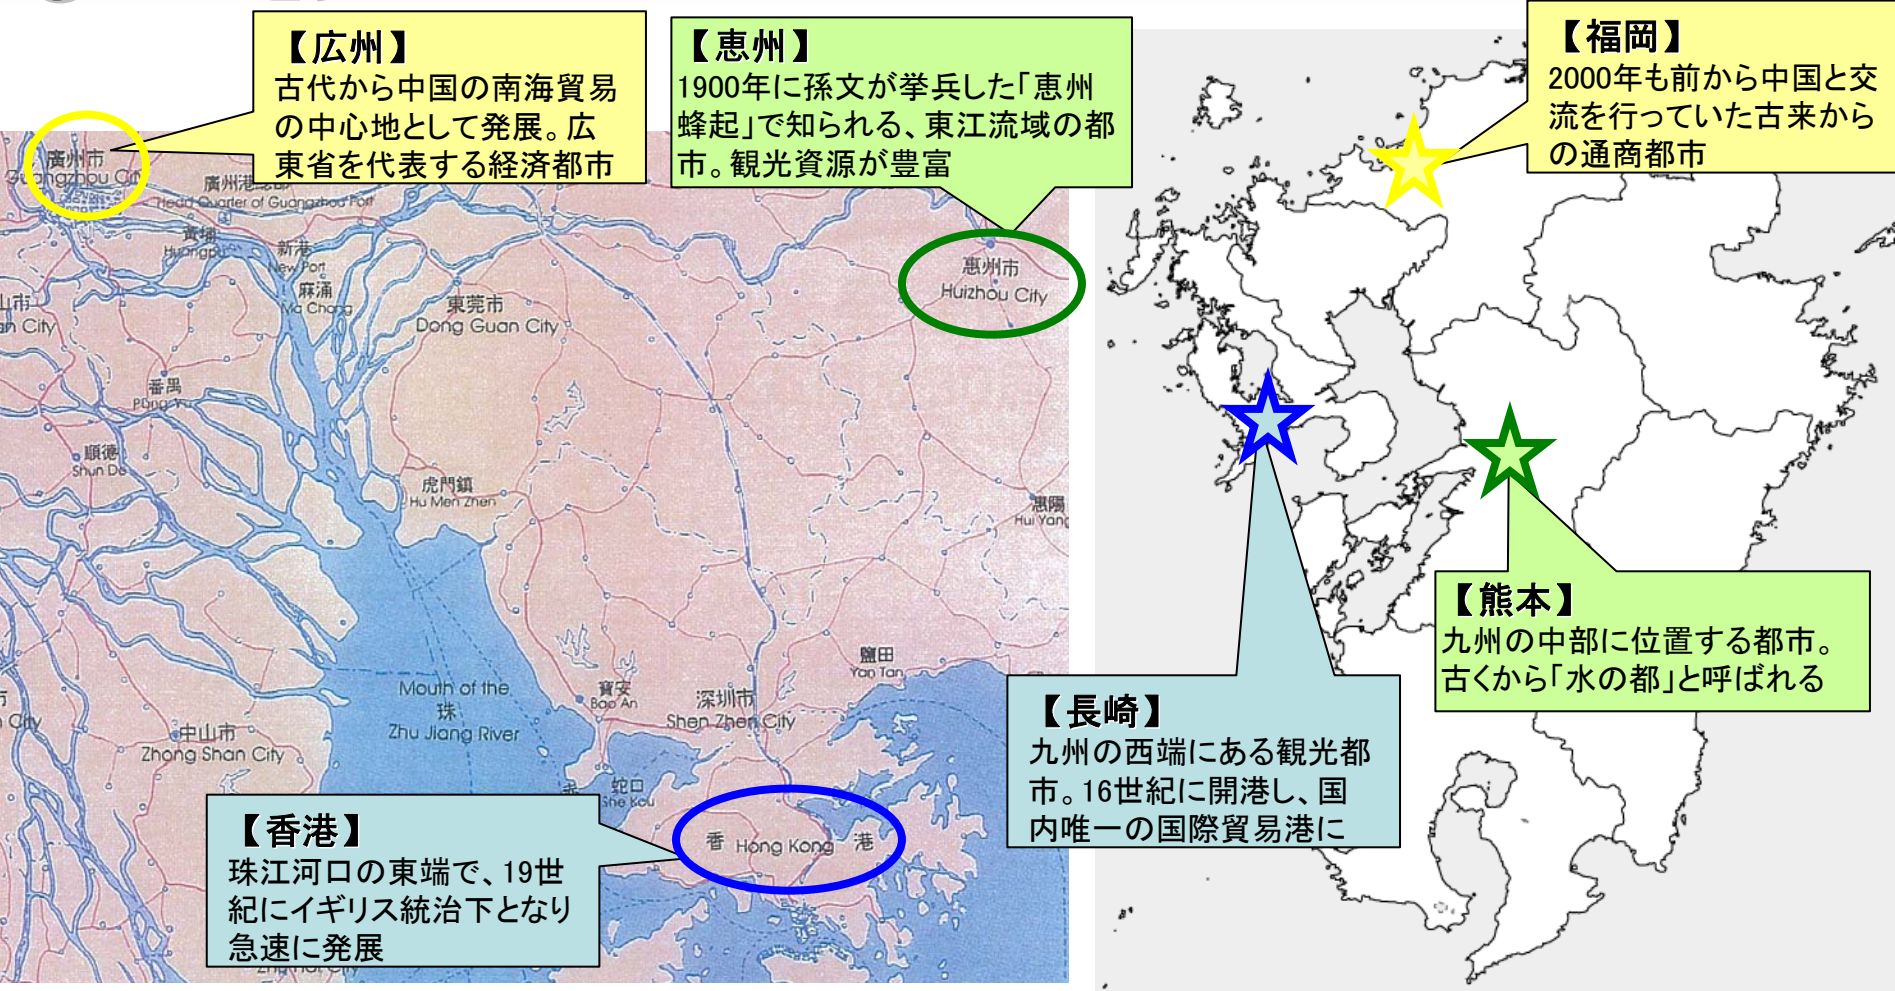 【広州】
古代から中国の南海貿易
の中心地として発展。広
東省を代表する経済都市
【恵州】
1900年に孫文が挙兵した「恵州
蜂起」で知られる、東江流域の都
市。観光資源が豊富
【福岡】
2000年も前から中国と交
流を行っていた古来から
の通商都市
廣州市
Guangzhou City
廣州港
Head Quarter of Guangzhou Port
黃埔
Huangpu
新港
New Port
麻涌
Ma Chong
東莞市
Dong Guan City
惠州市
Huizhou City
山市
an City
番禺
Pang Yu
順德
Shun De
虎門鎮
Hu Men Zhen
惠陽
Hui Yang
鹽田
Yan Tan
寶安
Bao An
深圳市
Shen Zhen City
Mouth of the
珠
Zhu Jiang River
中山市
Zhong Shan City
市
City
蛇口
She Kou
香 Hong Kong 港
【熊本】
九州の中部に位置する都市。
古くから「水の都」と呼ばれる
【長崎】
九州の西端にある観光都
市。16世紀に開港し、国
内唯一の国際貿易港に
【香港】
珠江河口の東端で、19世
紀にイギリス統治下となり
急速に発展